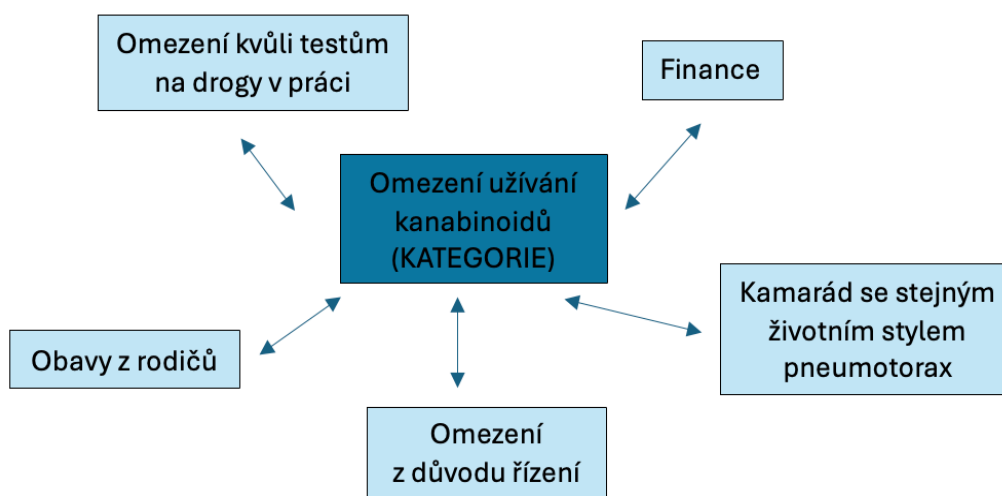 Omezení kvůli testům
na drogy v práci
Finance
Omezení užívání
kanabinoidů
(KATEGORIE)
Kamarád se stejným
životním stylem
pneumotorax
Obavy z rodičů
Omezení
z důvodu řízení